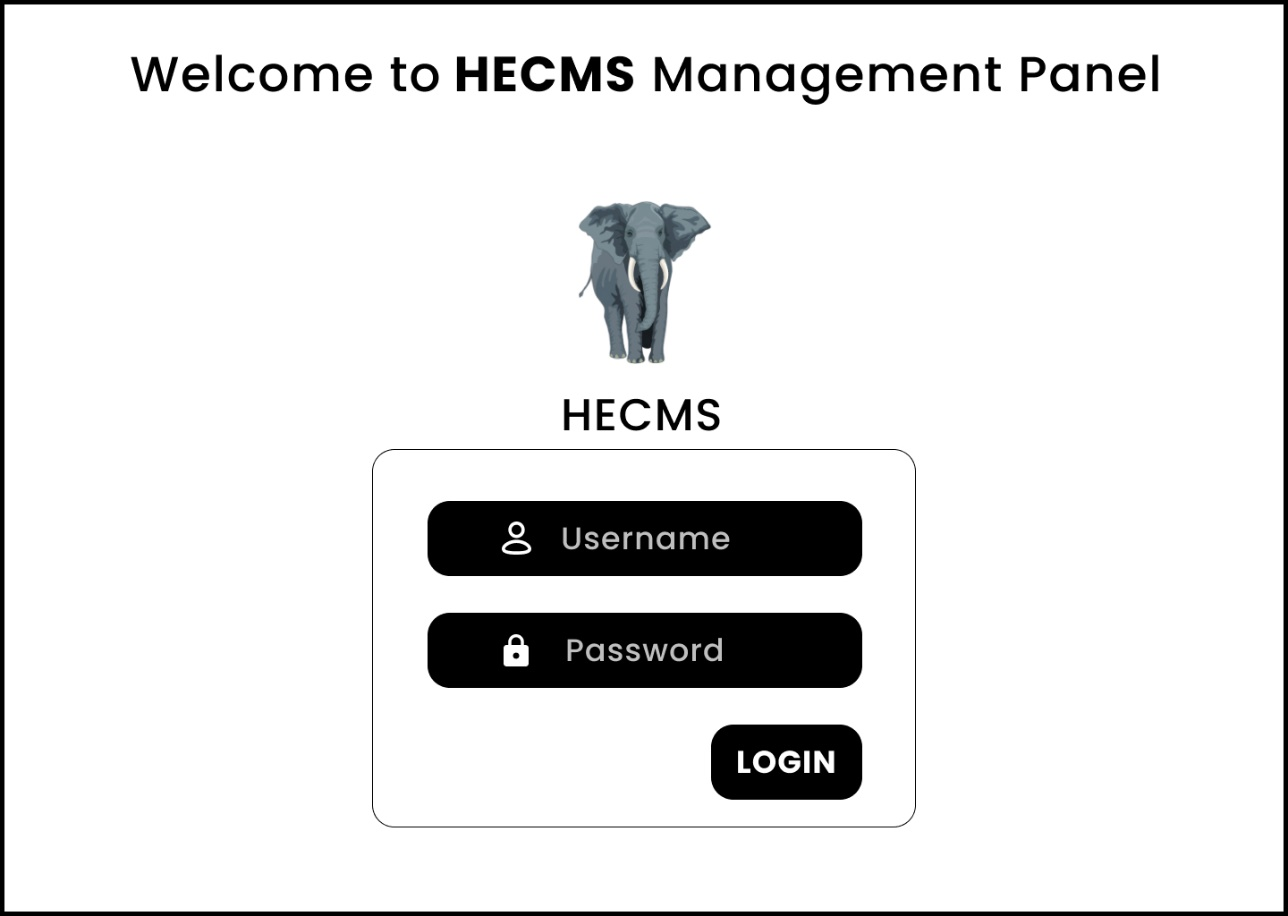 Welcome to HECMS Management Panel
HECMS
Username
Password
LOGIN